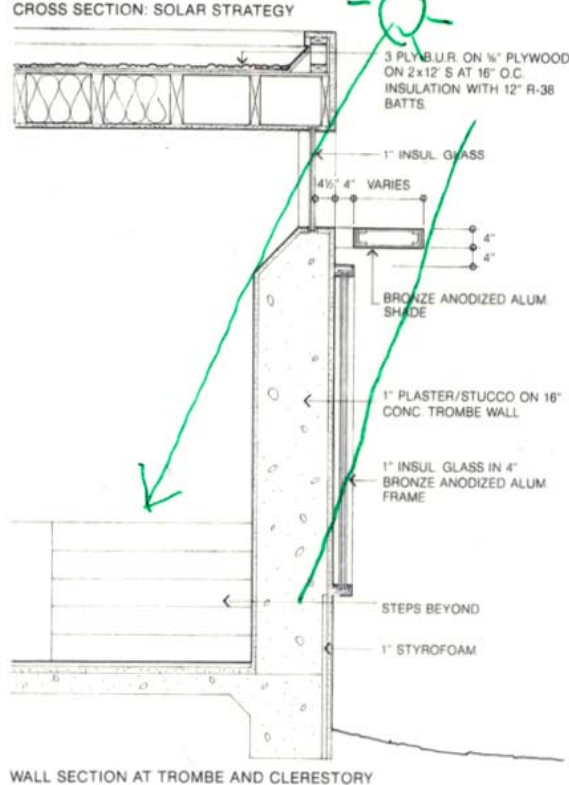 CROSS SECTION: SOLAR STRATEGY
3 PLY B.U.R. ON ⅝" PLYWOOD
ON 2x12' S AT 16" O.C.
INSULATION WITH 12" R-38
BATTS
1" INSUL. GLASS
4½" 4" VARIES
4"
4"
BRONZE ANODIZED ALUM.
SHADE
1" PLASTER/STUCCO ON 16"
CONC. TROMBE WALL
1" INSUL. GLASS IN 4"
BRONZE ANODIZED ALUM.
FRAME
STEPS BEYOND
1" STYROFOAM
WALL SECTION AT TROMBE AND CLERESTORY